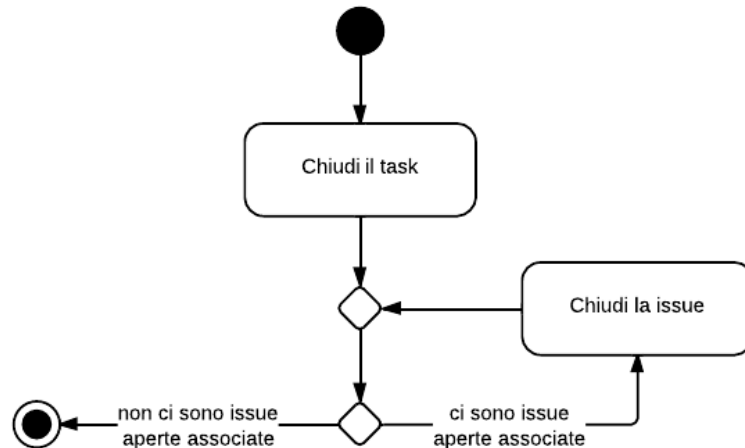 Chiudi il task
Chiudi la issue
non ci sono issue
aperte associate
ci sono issue
aperte associate